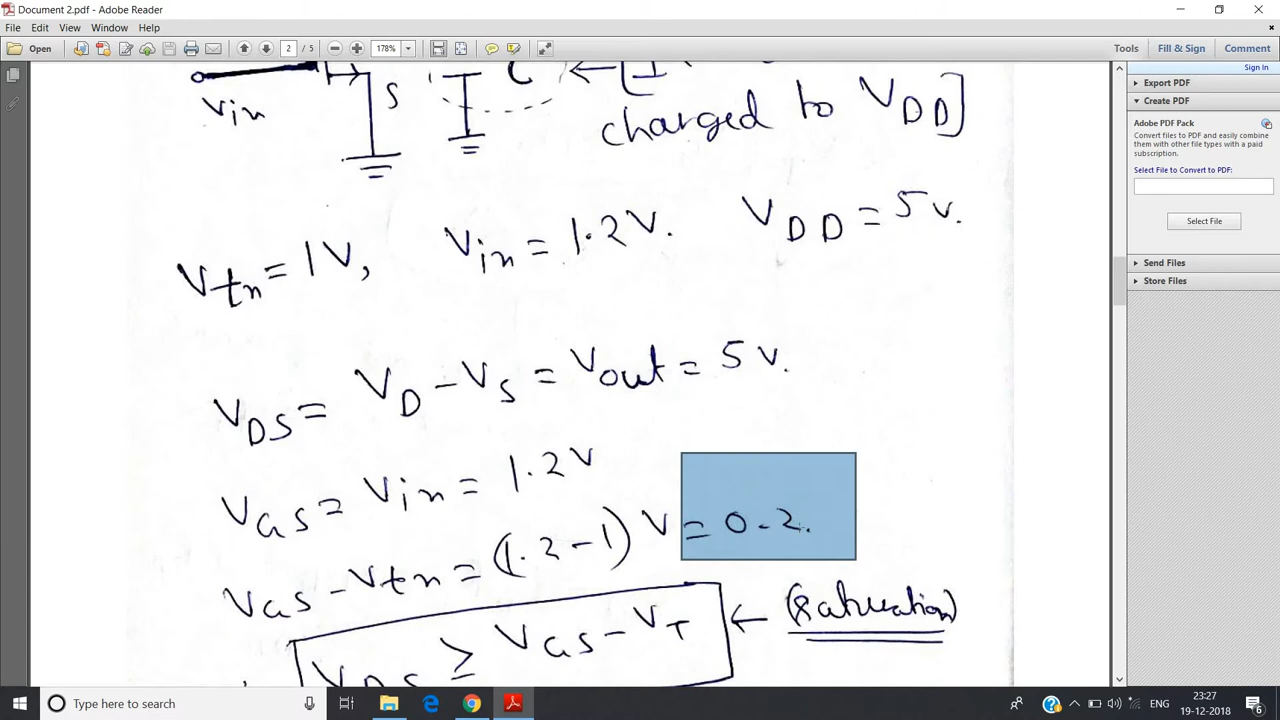 Document 2.pdf - Adobe Reader
File Edit View Window Help
Open 2 / 5 178% Tools Fill & Sign Comment
Sign In
Export PDF
Create PDF
Adobe PDF Pack
Convert files to PDF and easily combine
them with other file types with a paid
subscription.
Select File to Convert to PDF:
Select File
Send Files
Store Files
Vin S C
charged to VDD]
Vtn = 1V, Vin = 1.2V. VDD = 5v.
VDS = VD - VS = Vout = 5v.
VGS = Vin = 1.2V
VGS - Vtn = (1.2-1) V = 0.2.
VDS ≥ VGS - VT ← (Satuation)
Type here to search
ENG 23:27 19-12-2018 6